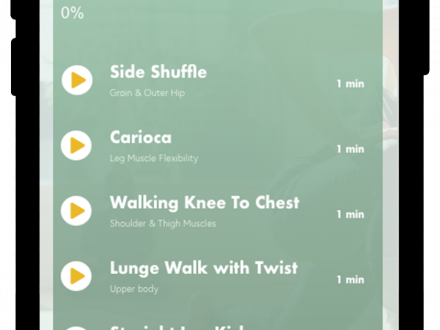 0%
Side Shuffle
Groin & Outer Hip
1 min
Carioca
Leg Muscle Flexibility
1 min
Walking Knee To Chest
Shoulder & Thigh Muscles
1 min
Lunge Walk with Twist
Upper body
1 min